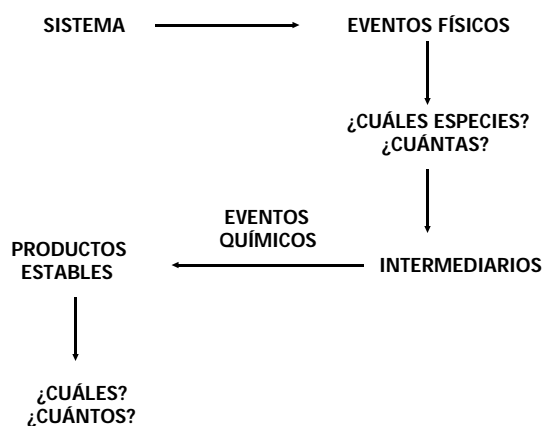 SISTEMA
EVENTOS FÍSICOS
¿CUÁLES ESPECIES?
¿CUÁNTAS?
EVENTOS
QUÍMICOS
INTERMEDIARIOS
PRODUCTOS
ESTABLES
¿CUÁLES?
¿CUÁNTOS?